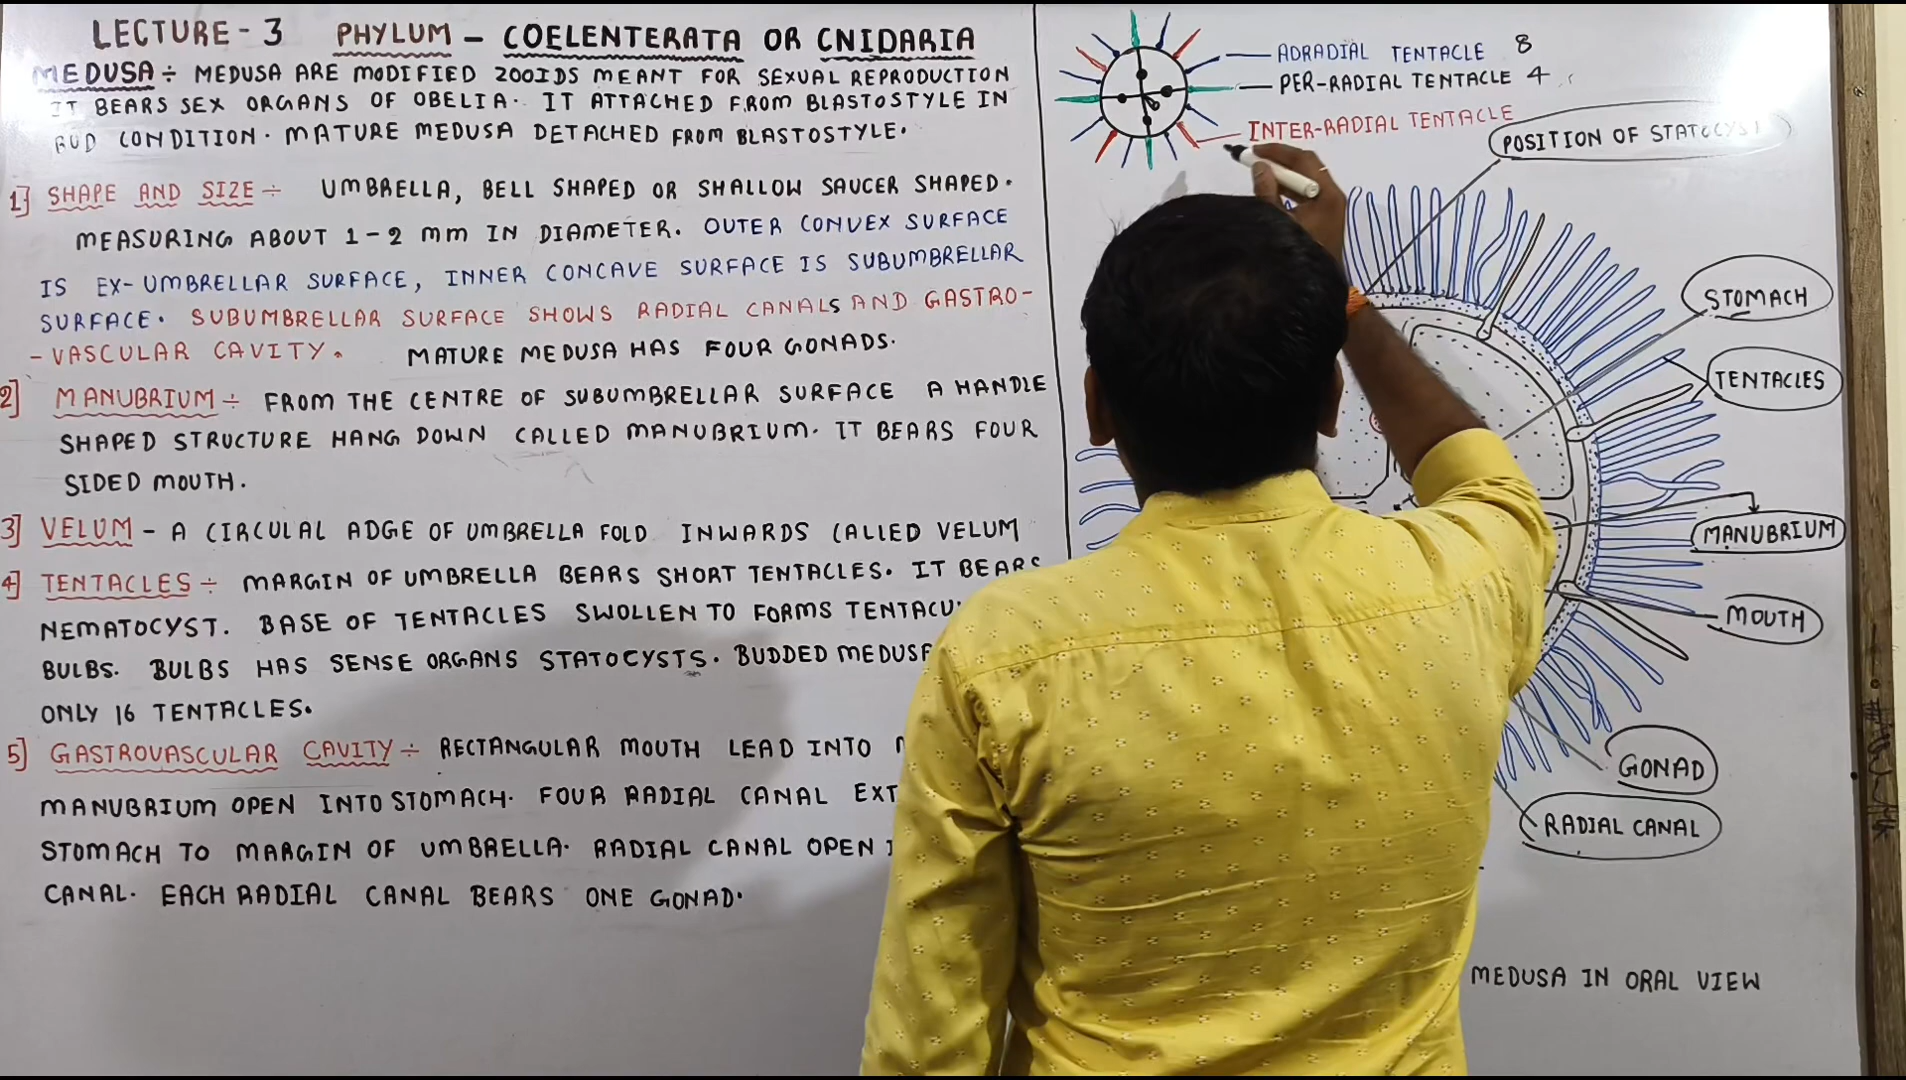 LECTURE - 3 PHYLUM - COELENTERATA OR CNIDARIA
MEDUSA ÷ MEDUSA ARE MODIFIED ZOOIDS MEANT FOR SEXUAL REPRODUCTION
IT BEARS SEX ORGANS OF OBELIA. IT ATTACHED FROM BLASTOSTYLE IN
BUD CONDITION. MATURE MEDUSA DETACHED FROM BLASTOSTYLE.
1] SHAPE AND SIZE ÷ UMBRELLA, BELL SHAPED OR SHALLOW SAUCER SHAPED.
MEASURING ABOUT 1-2 mm IN DIAMETER. OUTER CONVEX SURFACE
IS EX-UMBRELLAR SURFACE, INNER CONCAVE SURFACE IS SUBUMBRELLAR
SURFACE. SUBUMBRELLAR SURFACE SHOWS RADIAL CANALS AND GASTRO-
-VASCULAR CAVITY. MATURE MEDUSA HAS FOUR GONADS.
2] MANUBRIUM ÷ FROM THE CENTRE OF SUBUMBRELLAR SURFACE A HANDLE
SHAPED STRUCTURE HANG DOWN CALLED MANUBRIUM. IT BEARS FOUR
SIDED MOUTH.
3] VELUM - A CIRCULAR ADGE OF UMBRELLA FOLD INWARDS CALLED VELUM
4] TENTACLES ÷ MARGIN OF UMBRELLA BEARS SHORT TENTACLES. IT BEARS
NEMATOCYST. BASE OF TENTACLES SWOLLEN TO FORMS
BULBS. BULBS HAS SENSE ORGANS STATOCYSTS. BUDDED
ONLY 16 TENTACLES.
5] GASTROVASCULAR CAVITY ÷ RECTANGULAR MOUTH LEAD INTO
MANUBRIUM OPEN INTO STOMACH. FOUR RADIAL CANAL
STOMACH TO MARGIN OF UMBRELLA. RADIAL CANAL OPEN
CANAL. EACH RADIAL CANAL BEARS ONE GONAD.
ADRADIAL TENTACLE 8
PER-RADIAL TENTACLE 4
INTER-RADIAL TENTACLE
POSITION OF STATOCYST
STOMACH
TENTACLES
MANUBRIUM
MOUTH
GONAD
RADIAL CANAL
MEDUSA IN ORAL VIEW